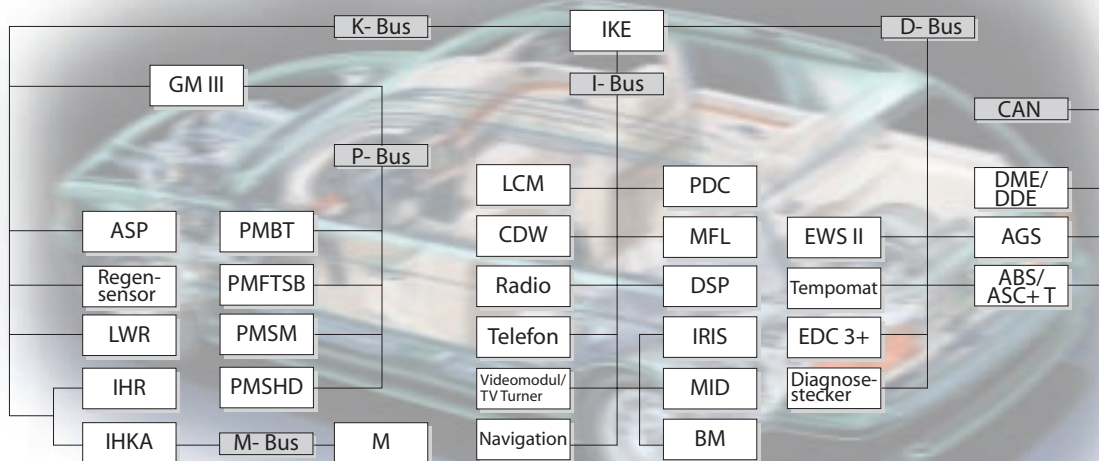 K- Bus
IKE
D- Bus
GM III
I- Bus
CAN
P- Bus
LCM
PDC
DME/
DDE
ASP
PMBT
CDW
MFL
EWS II
AGS
Regen-
sensor
PMFTSB
Radio
DSP
Tempomat
ABS/
ASC+ T
LWR
PMSM
Telefon
IRIS
EDC 3+
IHR
PMSHD
Videomodul/
TV Turner
MID
Diagnose-
stecker
IHKA
M- Bus
M
Navigation
BM